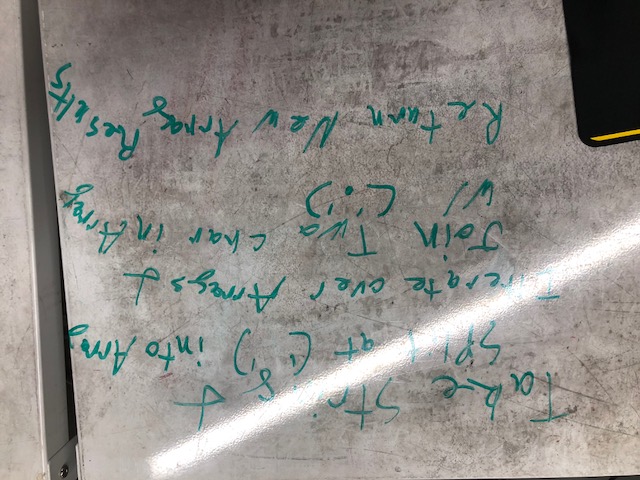 Take String &
Split at (' ') into Array
Iterate over Arrays &
Join Two char in Array
w/ (':')
Return New Array Results